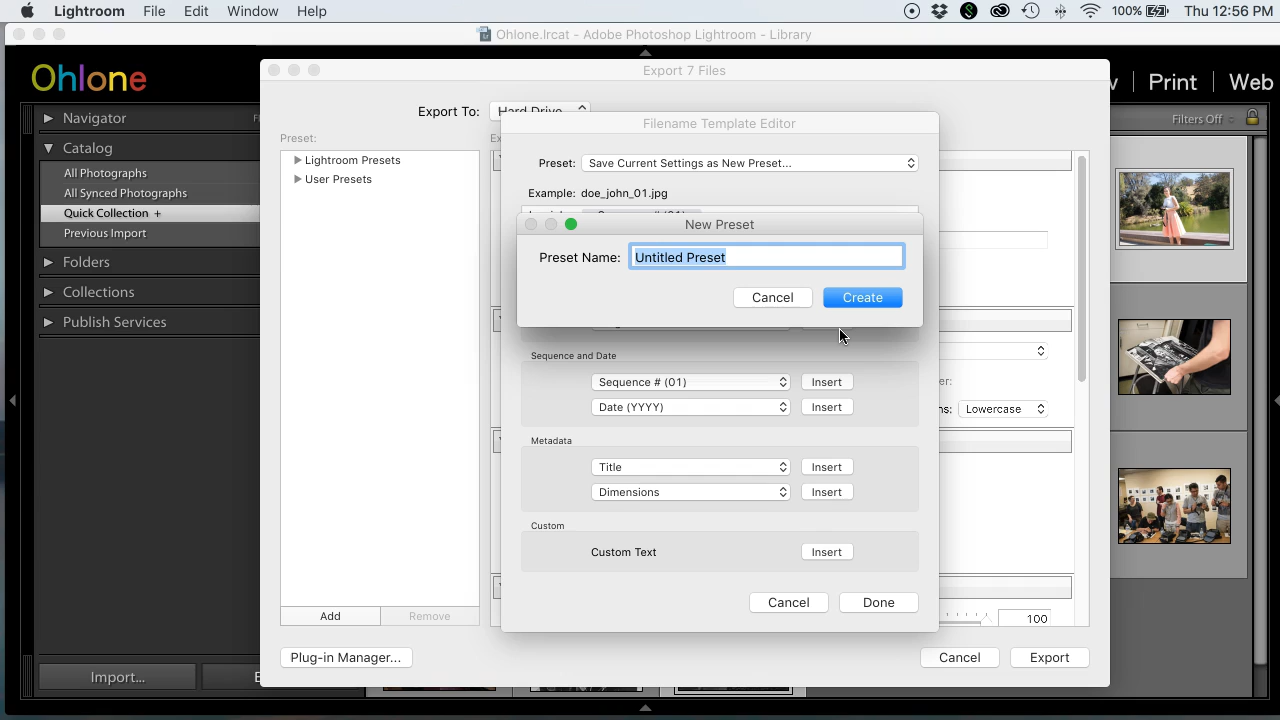 Lightroom File Edit Window Help 100% Thu 12:56 PM
Ohlone.lrcat - Adobe Photoshop Lightroom - Library
Ohlone
Print
Web
Export 7 Files
Export To: Hard Drive
Navigator
Catalog
All Photographs
All Synced Photographs
Quick Collection +
Previous Import
Folders
Collections
Publish Services
Import...
Preset:
Lightroom Presets
User Presets
Add Remove
Plug-in Manager...
Filename Template Editor
Preset: Save Current Settings as New Preset...
Example: doe_john_01.jpg
New Preset
Preset Name: Untitled Preset
Cancel Create
Sequence and Date
Sequence # (01) Insert
Date (YYYY) Insert
Metadata
Title Insert
Dimensions Insert
Custom
Custom Text Insert
Cancel Done
Lowercase
100
Cancel Export
Filters Off